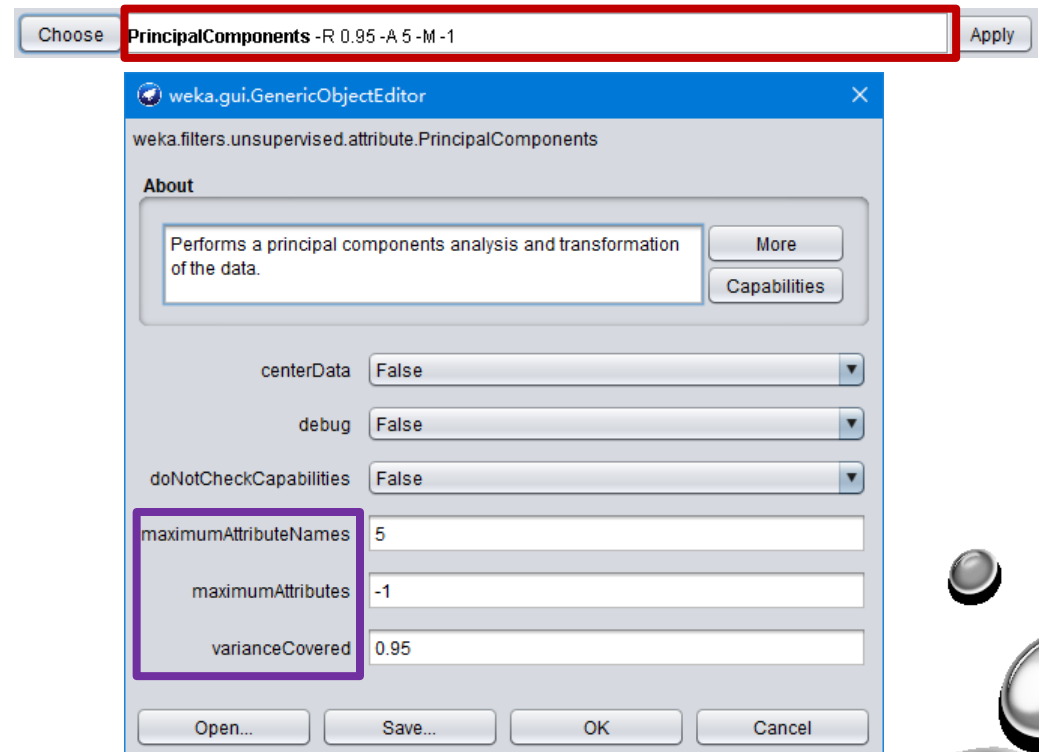 Choose PrincipalComponents -R 0.95 -A 5 -M -1 Apply
weka.gui.GenericObjectEditor
weka.filters.unsupervised.attribute.PrincipalComponents
About
Performs a principal components analysis and transformation
of the data.
More
Capabilities
centerData False
debug False
doNotCheckCapabilities False
maximumAttributeNames 5
maximumAttributes -1
varianceCovered 0.95
Open... Save... OK Cancel